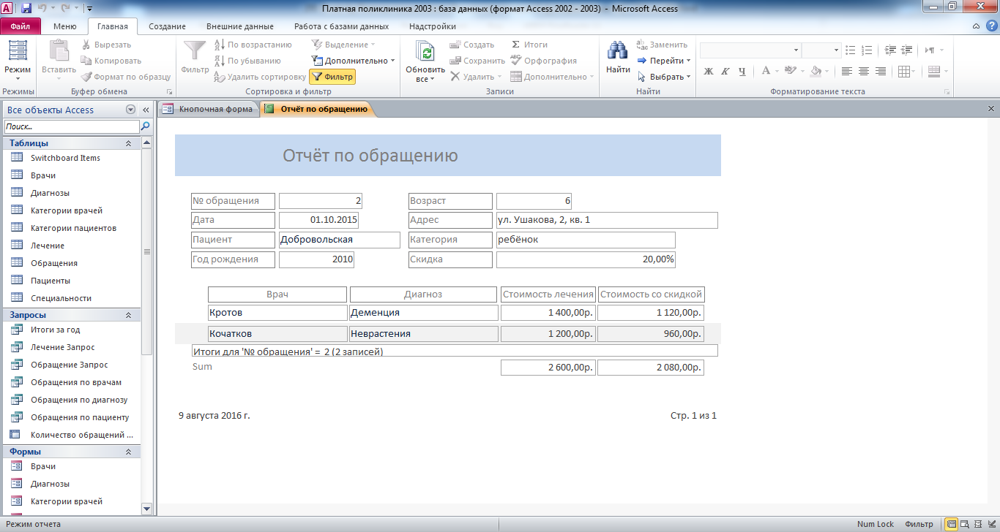 Платная поликлиника 2003 : база данных (формат Access 2002 - 2003) - Microsoft Access
Файл Меню Главная Создание Внешние данные Работа с базами данных Надстройки
Режим
Режимы
Вставить
Вырезать
Копировать
Формат по образцу
Буфер обмена
Фильтр
По возрастанию
По убыванию
Удалить сортировку
Выделение
Дополнительно
Фильтр
Сортировка и фильтр
Обновить
все
Создать
Сохранить
Удалить
Итоги
Орфография
Дополнительно
Записи
Найти
Заменить
Перейти
Выбрать
Найти
Ж К Ч А
Форматирование текста
Все объекты Access
Поиск...
Таблицы
Switchboard Items
Врачи
Диагнозы
Категории врачей
Категории пациентов
Лечение
Обращения
Пациенты
Специальности
Запросы
Итоги за год
Лечение Запрос
Обращение Запрос
Обращения по врачам
Обращения по диагнозу
Обращения по пациенту
Количество обращений ...
Формы
Врачи
Диагнозы
Категории врачей
Кнопочная форма Отчёт по обращению
Отчёт по обращению
№ обращения 2 Возраст 6
Дата 01.10.2015 Адрес ул. Ушакова, 2, кв. 1
Пациент Добровольская Категория ребёнок
Год рождения 2010 Скидка 20,00%
Врач Диагноз Стоимость лечения Стоимость со скидкой
Кротов Деменция 1 400,00р. 1 120,00р.
Кочатков Неврастения 1 200,00р. 960,00р.
Итоги для '№ обращения' = 2 (2 записей)
Sum 2 600,00р. 2 080,00р.
9 августа 2016 г. Стр. 1 из 1
Режим отчета Num Lock Фильтр